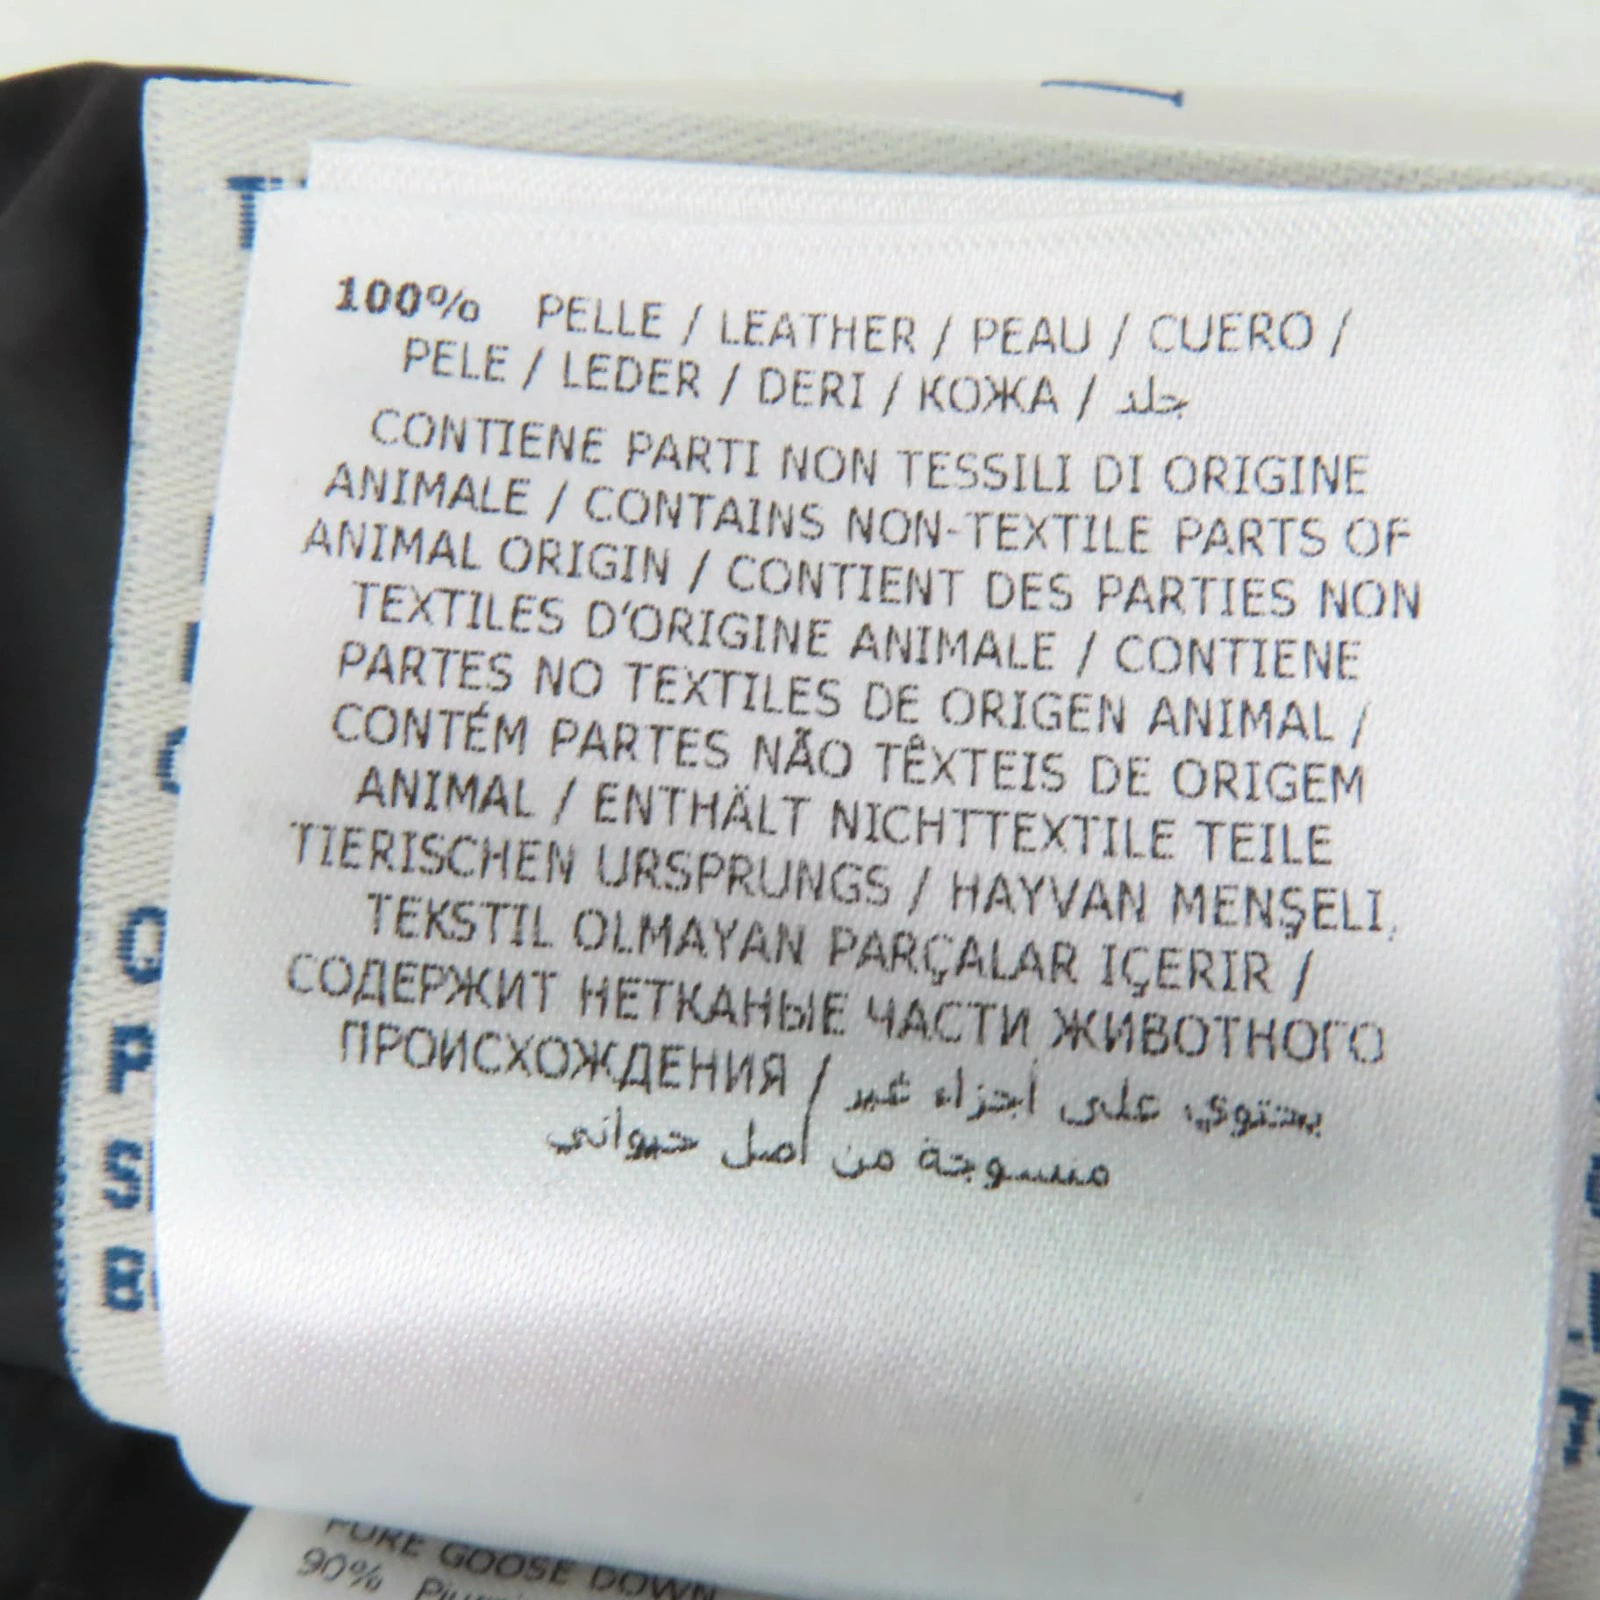 100% PELLE / LEATHER / PEAU / CUERO /
PELE / LEDER / DERI / КОЖА / جلد
CONTIENE PARTI NON TESSILI DI ORIGINE
ANIMALE / CONTAINS NON-TEXTILE PARTS OF
ANIMAL ORIGIN / CONTIENT DES PARTIES NON
TEXTILES D'ORIGINE ANIMALE / CONTIENE
PARTES NO TEXTILES DE ORIGEN ANIMAL /
CONTÉM PARTES NÃO TÊXTEIS DE ORIGEM
ANIMAL / ENTHÄLT NICHTTEXTILE TEILE
TIERISCHEN URSPRUNGS / HAYVAN MENŞELI,
TEKSTIL OLMAYAN PARÇALAR IÇERIR /
СОДЕРЖИТ НЕТКАНЫЕ ЧАСТИ ЖИВОТНОГО
ПРОИСХОЖДЕНИЯ / يحتوي على أجزاء غير
منسوجة من أصل حيواني
PURE GOOSE DOWN
90%